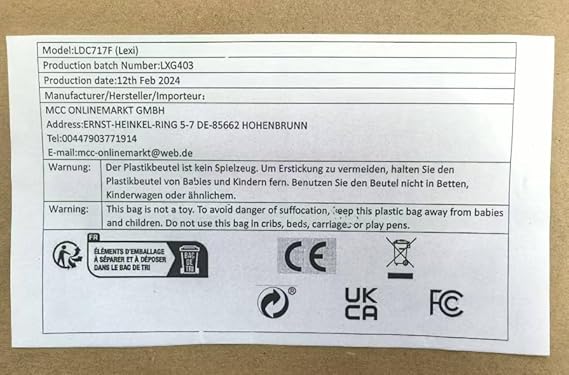 Model:LDC717F (Lexi)
Production batch Number:LXG403
Production date:12th Feb 2024
Manufacturer/Hersteller/Importeur:
MCC ONLINEMARKT GMBH
Address:ERNST-HEINKEL-RING 5-7 DE-85662 HOHENBRUNN
Tel:00447903771914
E-mail:mcc-onlinemarkt@web.de
Warnung: Der Plastikbeutel ist kein Spielzeug. Um Erstickung zu vermeiden, halten Sie den
Plastikbeutel von Babies und Kindern fern. Benutzen Sie den Beutel nicht in Betten,
Kinderwagen oder ähnlichem.
Warning: This bag is not a toy. To avoid danger of suffocation, keep this plastic bag away from babies
and children. Do not use this bag in cribs, beds, carriage, or play pens.
FR
ÉLÉMENTS D'EMBALLAGE
À SÉPARER ET À DÉPOSER
DANS LE BAC DE TRI
BAC
DE
TRI
CE
®
UK
CA
FC